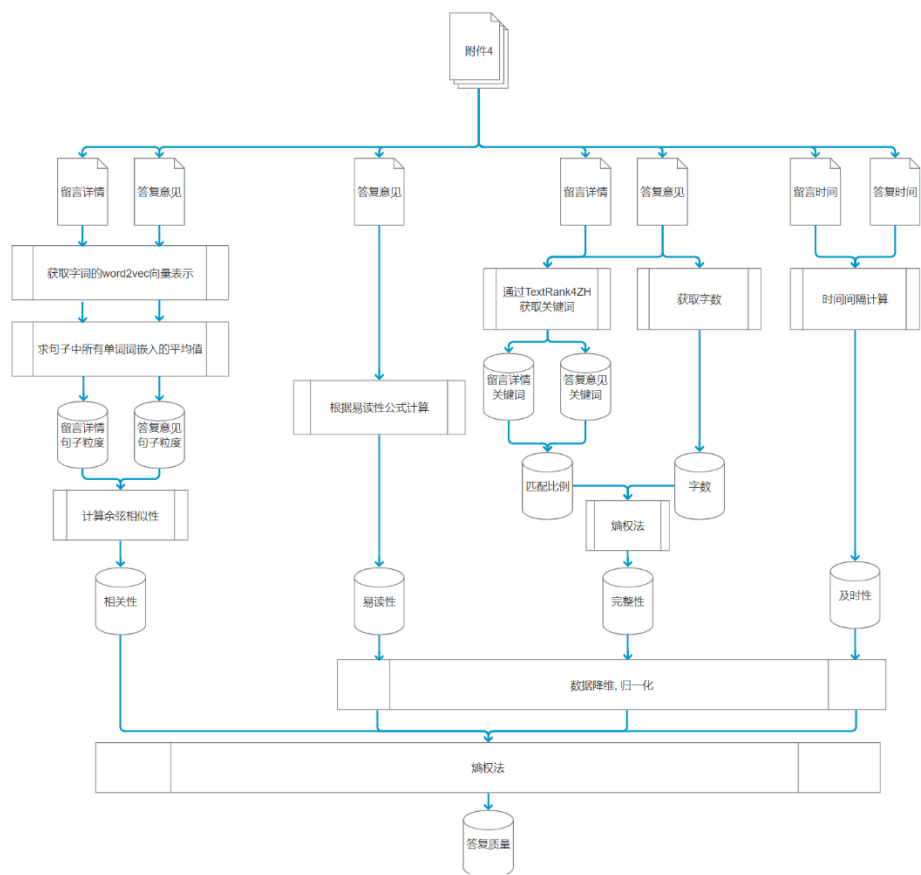 附件4
留言详情
答复意见
答复意见
留言详情
答复意见
留言时间
答复时间
获取字词的word2vec向量表示
通过TextRank4ZH
获取关键词
获取字数
时间间隔计算
求句子中所有单词词嵌入的平均值
留言详情
关键词
答复意见
关键词
根据易读性公式计算
留言详情
句子粒度
答复意见
句子粒度
匹配比例
字数
计算余弦相似性
熵权法
相关性
易读性
完整性
及时性
数据降维, 归一化
熵权法
答复质量